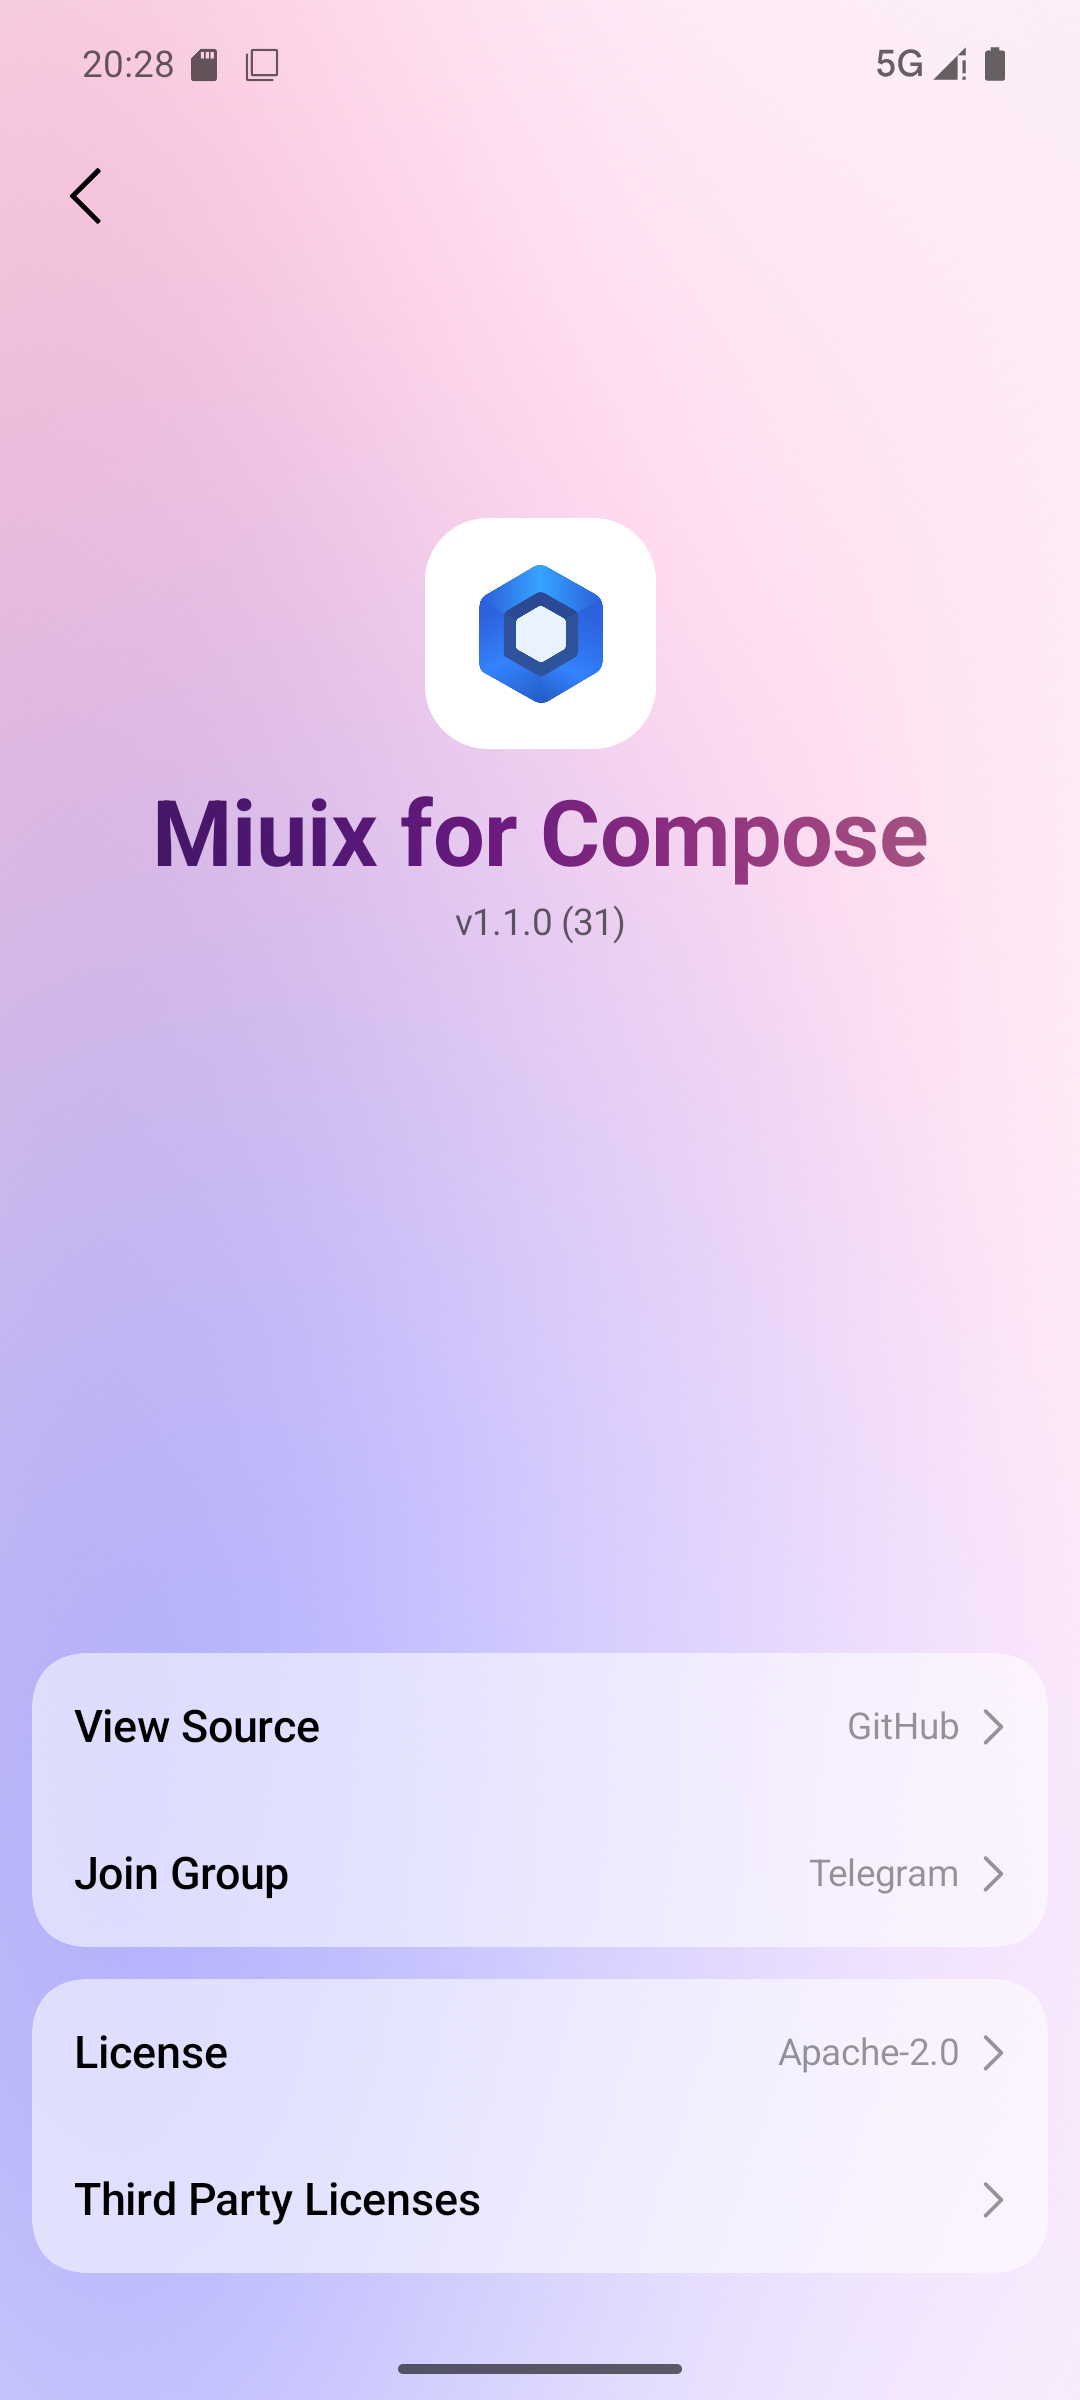 20:28
5G
Miuix for Compose
v1.1.0 (31)
View Source
GitHub
Join Group
Telegram
License
Apache-2.0
Third Party Licenses